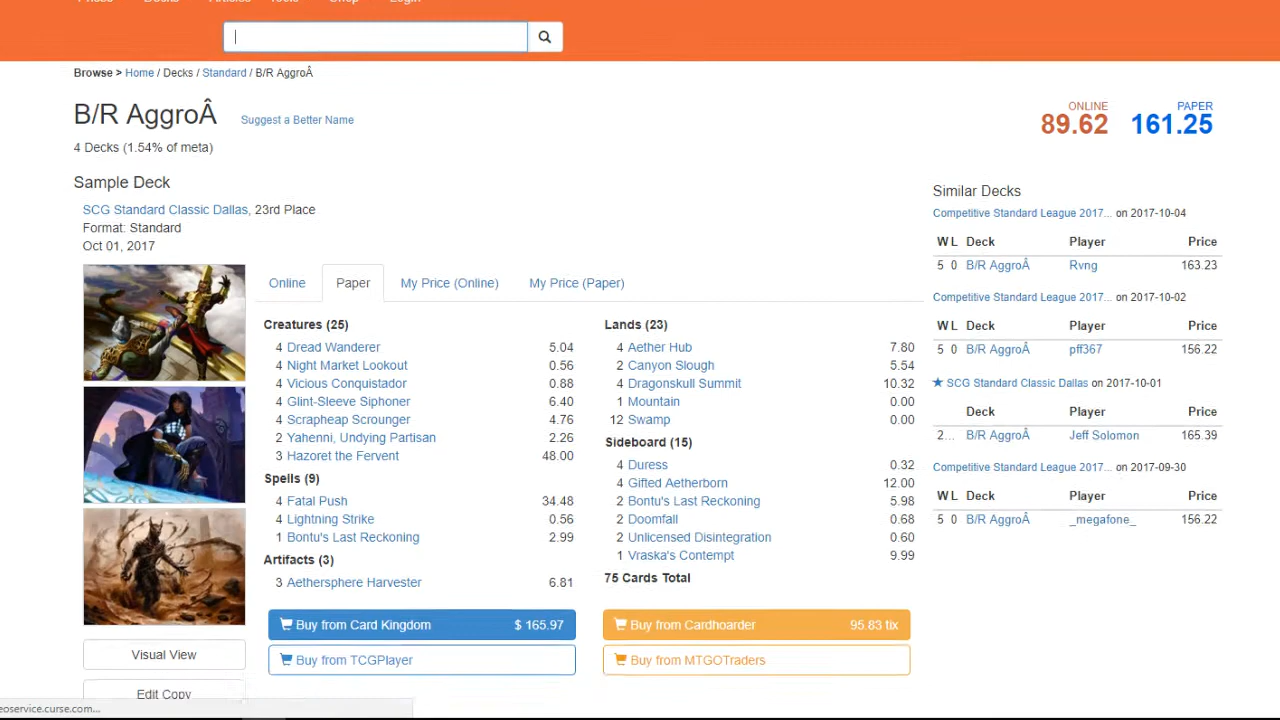 Prices Decks Articles Tools Shop Login
Browse > Home / Decks / Standard / B/R AggroÂ
B/R AggroÂ Suggest a Better Name
ONLINE PAPER
89.62 161.25
4 Decks (1.54% of meta)
Sample Deck
SCG Standard Classic Dallas, 23rd Place
Format: Standard
Oct 01, 2017
Online Paper My Price (Online) My Price (Paper)
Creatures (25)
4 Dread Wanderer 5.04
4 Night Market Lookout 0.56
4 Vicious Conquistador 0.88
4 Glint-Sleeve Siphoner 6.40
4 Scrapheap Scrounger 4.76
2 Yahenni, Undying Partisan 2.26
3 Hazoret the Fervent 48.00
Spells (9)
4 Fatal Push 34.48
4 Lightning Strike 0.56
1 Bontu's Last Reckoning 2.99
Artifacts (3)
3 Aethersphere Harvester 6.81
Lands (23)
4 Aether Hub 7.80
2 Canyon Slough 5.54
4 Dragonskull Summit 10.32
1 Mountain 0.00
12 Swamp 0.00
Sideboard (15)
4 Duress 0.32
4 Gifted Aetherborn 12.00
2 Bontu's Last Reckoning 5.98
2 Doomfall 0.68
2 Unlicensed Disintegration 0.60
1 Vraska's Contempt 9.99
75 Cards Total
Buy from Card Kingdom $ 165.97
Buy from Cardhoarder 95.83 tix
Buy from TCGPlayer
Buy from MTGOTraders
Visual View
Edit Copy
Similar Decks
Competitive Standard League 2017... on 2017-10-04
W L Deck Player Price
5 0 B/R AggroÂ Rvng 163.23
Competitive Standard League 2017... on 2017-10-02
W L Deck Player Price
5 0 B/R AggroÂ pff367 156.22
★ SCG Standard Classic Dallas on 2017-10-01
Deck Player Price
2... B/R AggroÂ Jeff Solomon 165.39
Competitive Standard League 2017... on 2017-09-30
W L Deck Player Price
5 0 B/R AggroÂ _megafone_ 156.22
eoservice.curse.com...